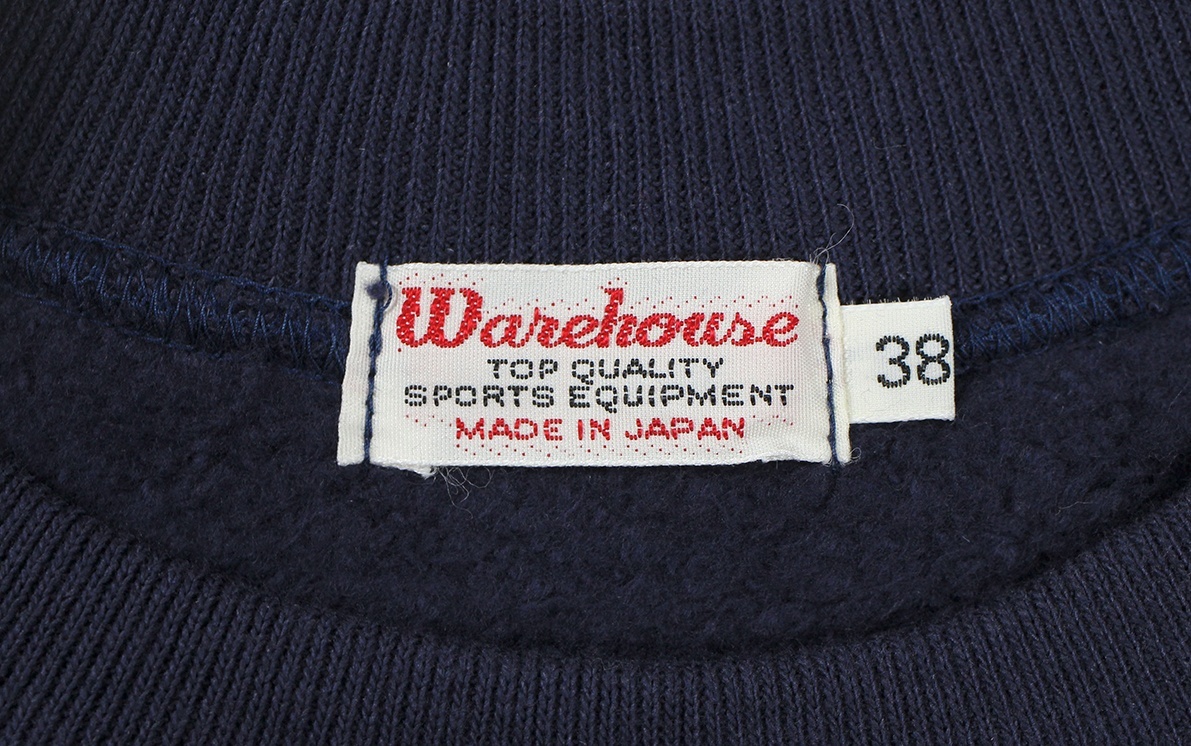 Warehouse
TOP QUALITY
SPORTS EQUIPMENT
MADE IN JAPAN
38